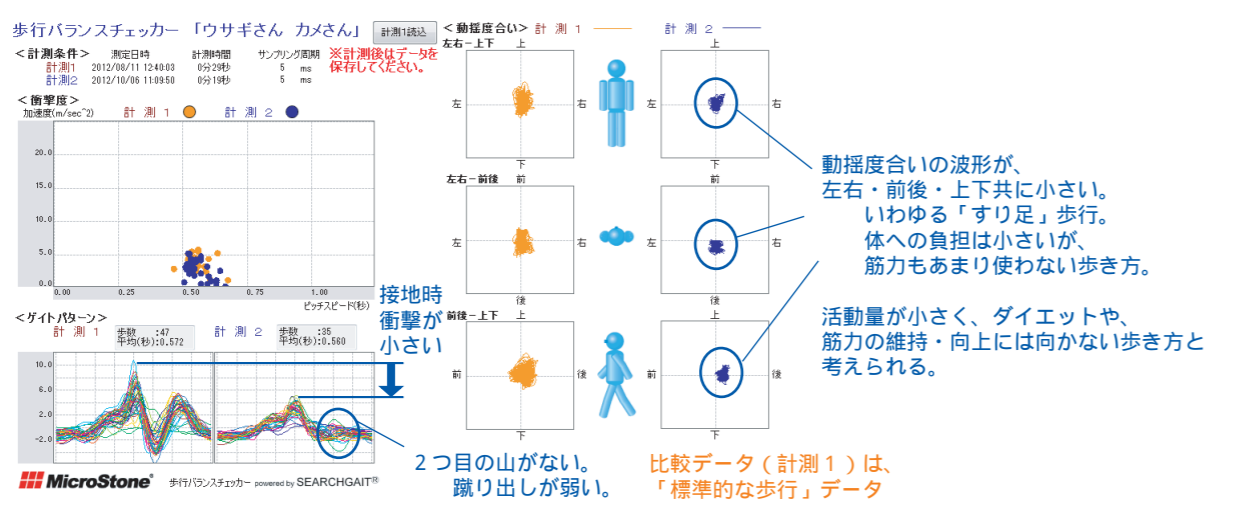 歩行バランスチェッカー 「ウサギさん カメさん」 計測1読込
＜計測条件＞ 測定日時 計測時間 サンプリング周期
計測1 2012/08/11 12:40:03 0分29秒 5 ms
計測2 2012/10/06 11:09:50 0分19秒 5 ms
※計測後はデータを
保存してください。
＜衝撃度＞
加速度(m/sec^2) 計測1 計測2
20.0
15.0
10.0
5.0
0.0
0.00 0.25 0.50 0.75 1.00
ピッチスピード(秒)
＜ゲイトパターン＞
計測1 歩数 :47
平均(秒):0.572
計測2 歩数 :35
平均(秒):0.560
10.0
6.0
2.0
-2.0
接地時
衝撃が
小さい
２つ目の山がない。
蹴り出しが弱い。
MicroStone® 歩行バランスチェッカー powered by SEARCHGAIT®
＜動揺度合い＞ 計測1 計測2
左右－上下 上 上
左 右 左 右
下 下
左右－前後 前 前
左 右 左 右
後 後
前後－上下 上 上
前 後 前 後
下 下
動揺度合いの波形が、
左右・前後・上下共に小さい。
いわゆる「すり足」歩行。
体への負担は小さいが、
筋力もあまり使わない歩き方。
活動量が小さく、ダイエットや、
筋力の維持・向上には向かない歩き方と
考えられる。
比較データ（計測１）は、
「標準的な歩行」データ